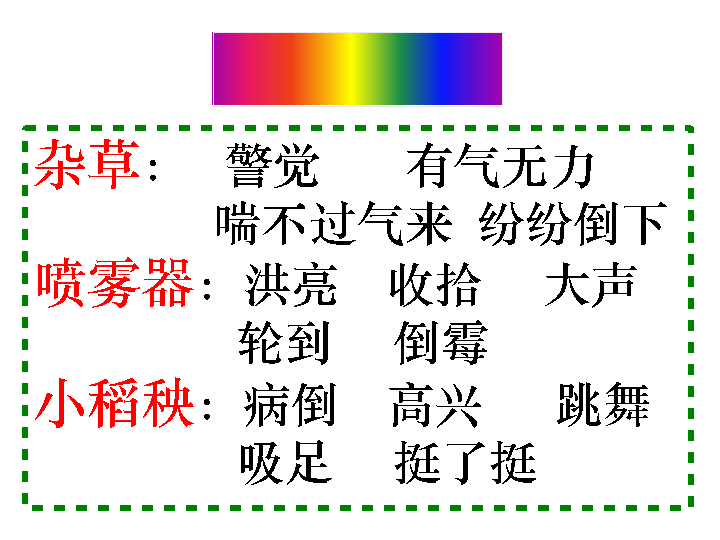 杂草： 警觉 有气无力
喘不过气来 纷纷倒下
喷雾器：洪亮 收拾 大声
轮到 倒霉
小稻秧：病倒 高兴 跳舞
吸足 挺了挺